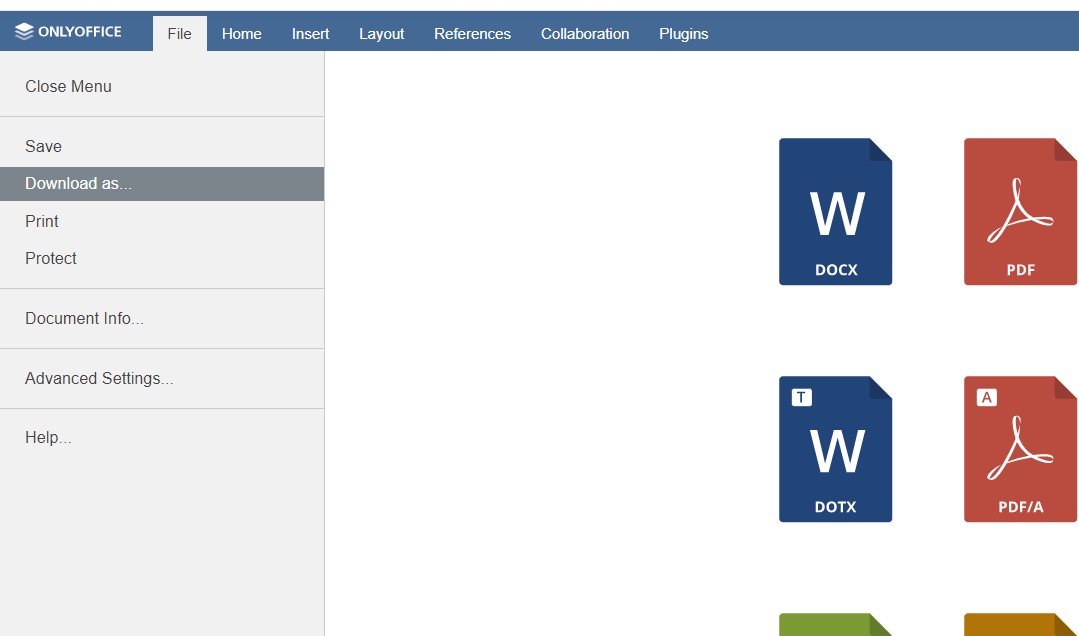 ONLYOFFICE File Home Insert Layout References Collaboration Plugins
Close Menu
Save
Download as...
Print
Protect
Document Info...
Advanced Settings...
Help...
W W
DOCX PDF
T A
W
DOTX PDF/A